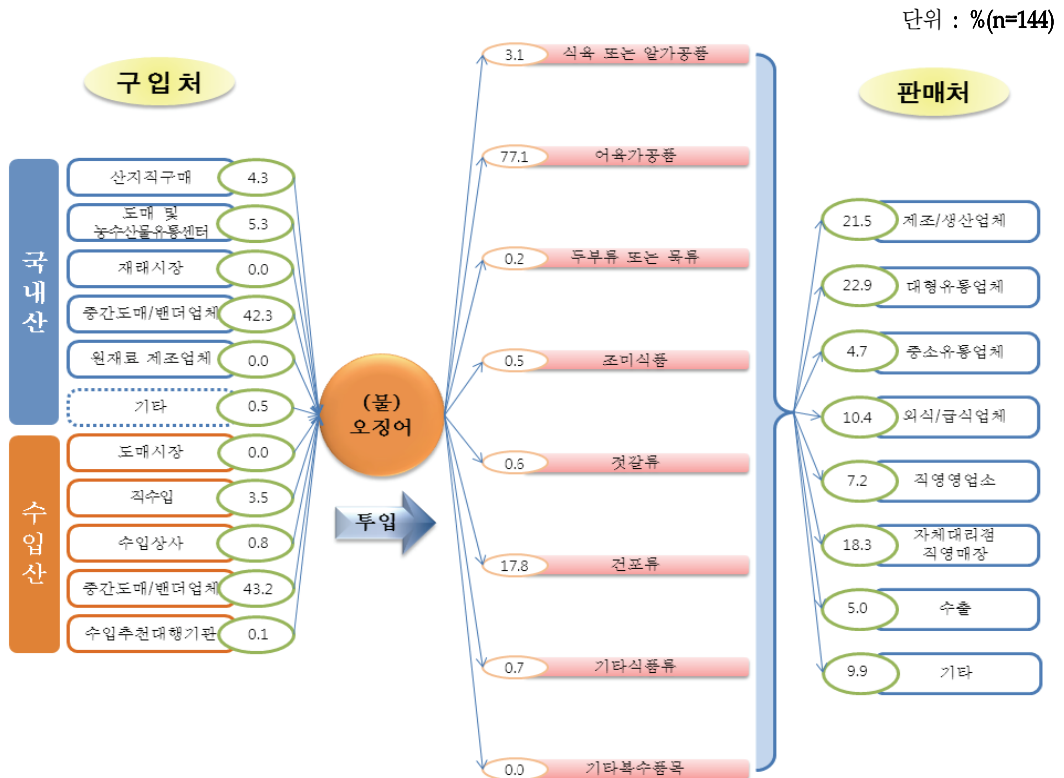 단위 : %(n=144)
구입처
국내산
산지직구매
4.3
도매 및
농수산물유통센터
5.3
재래시장
0.0
중간도매/밴더업체
42.3
원재료 제조업체
0.0
기타
0.5
수입산
도매시장
0.0
직수입
3.5
수입상사
0.8
중간도매/밴더업체
43.2
수입추천대행기관
0.1
(불)
오징어
투입
3.1
식육 또는 알가공품
77.1
어육가공품
0.2
두부류 또는 묵류
0.5
조미식품
0.6
젓갈류
17.8
건포류
0.7
기타식품류
0.0
기타복수품목
판매처
21.5
제조/생산업체
22.9
대형유통업체
4.7
중소유통업체
10.4
외식/급식업체
7.2
직영영업소
18.3
자체대리점
직영매장
5.0
수출
9.9
기타